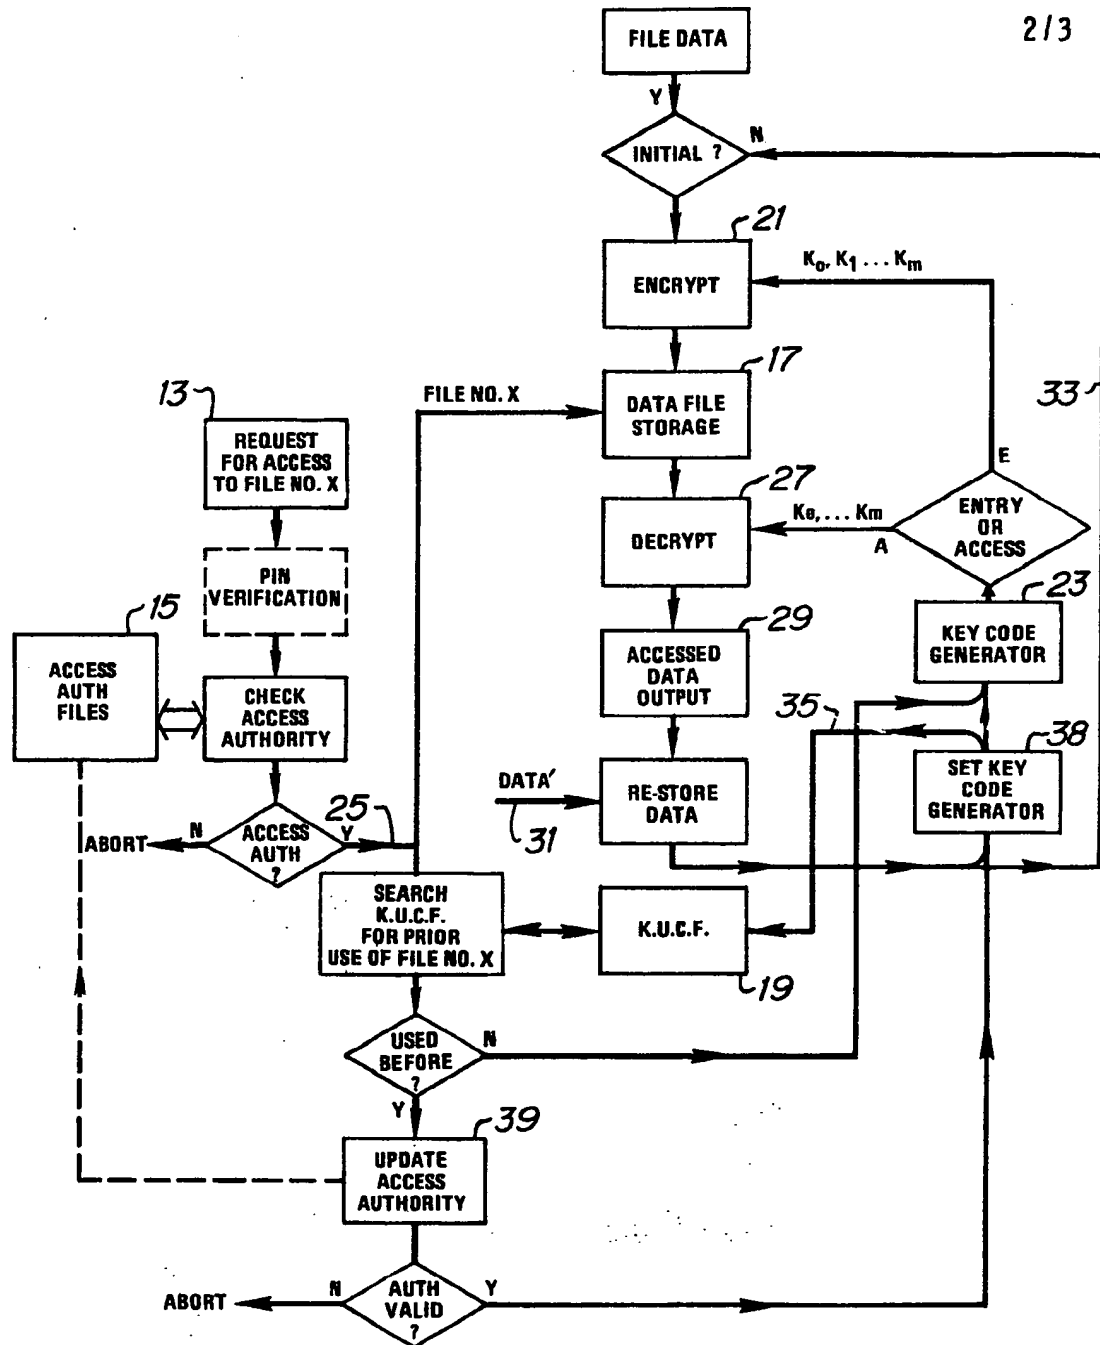 2/3
FILE DATA
Y
INITIAL ?
N
21
ENCRYPT
K₀, K₁ ... Kₘ
17
DATA FILE
STORAGE
FILE NO. X
33
13
REQUEST
FOR ACCESS
TO FILE NO. X
E
ENTRY
OR
ACCESS
A
K₀, ... Kₘ
27
DECRYPT
PIN
VERIFICATION
15
ACCESS
AUTH
FILES
CHECK
ACCESS
AUTHORITY
29
ACCESSED
DATA
OUTPUT
23
KEY CODE
GENERATOR
35
38
SET KEY
CODE
GENERATOR
DATA′
31
RE-STORE
DATA
ABORT
N
ACCESS
AUTH
?
Y
25
SEARCH
K.U.C.F.
FOR PRIOR
USE OF FILE NO. X
K.U.C.F.
19
USED
BEFORE
?
N
Y
39
UPDATE
ACCESS
AUTHORITY
ABORT
N
AUTH
VALID
?
Y